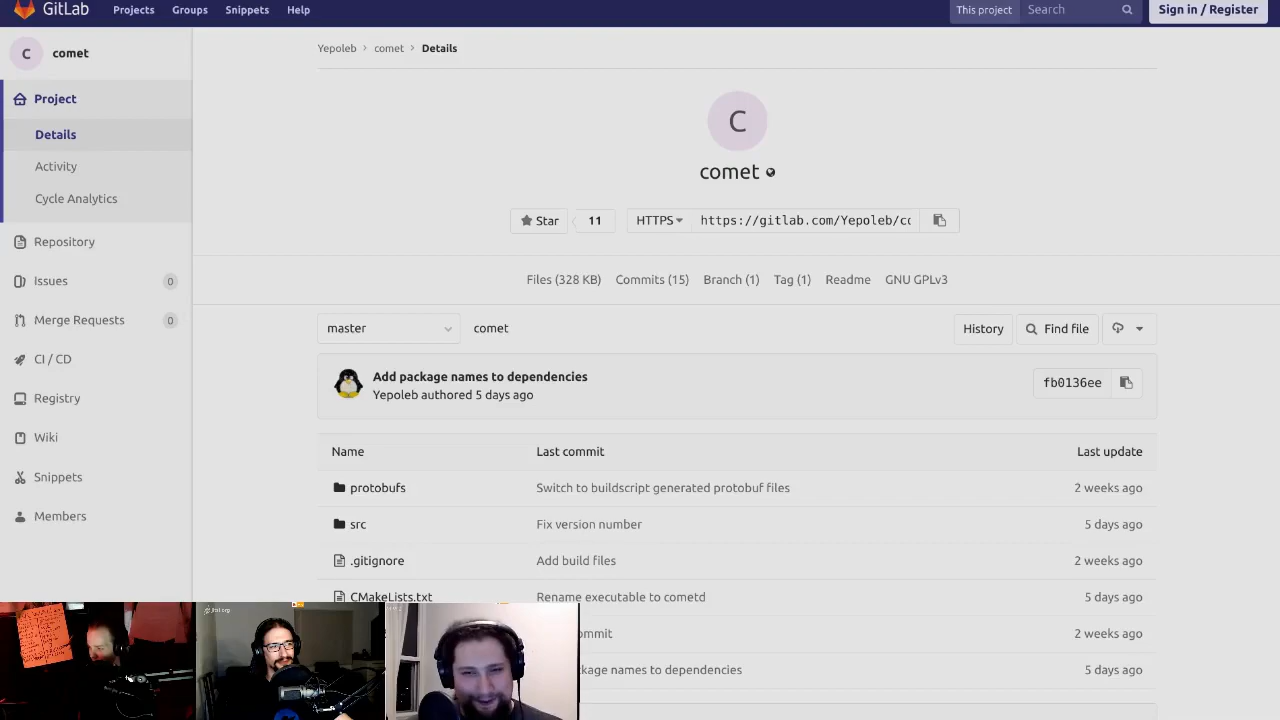 GitLab Projects Groups Snippets Help This project Search Sign in / Register
C comet
Yepoleb > comet > Details
Project
Details
Activity
Cycle Analytics
Repository
Issues 0
Merge Requests 0
CI / CD
Registry
Wiki
Snippets
Members
C
comet
Star 11 HTTPS https://gitlab.com/Yepoleb/co
Files (328 KB) Commits (15) Branch (1) Tag (1) Readme GNU GPLv3
master comet History Find file
Add package names to dependencies
Yepoleb authored 5 days ago
fb0136ee
Name Last commit Last update
protobufs Switch to buildscript generated protobuf files 2 weeks ago
src Fix version number 5 days ago
.gitignore Add build files 2 weeks ago
CMakeLists.txt Rename executable to cometd 5 days ago
ommit 2 weeks ago
ckage names to dependencies 5 days ago